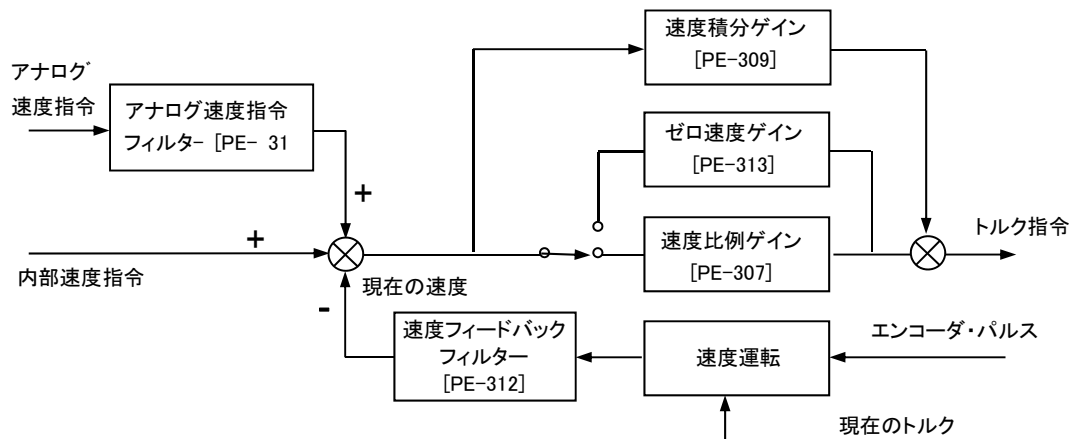 速度積分ゲイン
[PE-309]
アナログ
速度指令
アナログ速度指令
フィルタ- [PE- 31
ゼロ速度ゲイン
[PE-313]
+
+
トルク指令
内部速度指令
速度比例ゲイン
[PE-307]
現在の速度
-
速度フィードバック
フィルター
[PE-312]
速度運転
エンコーダ・パルス
現在のトルク